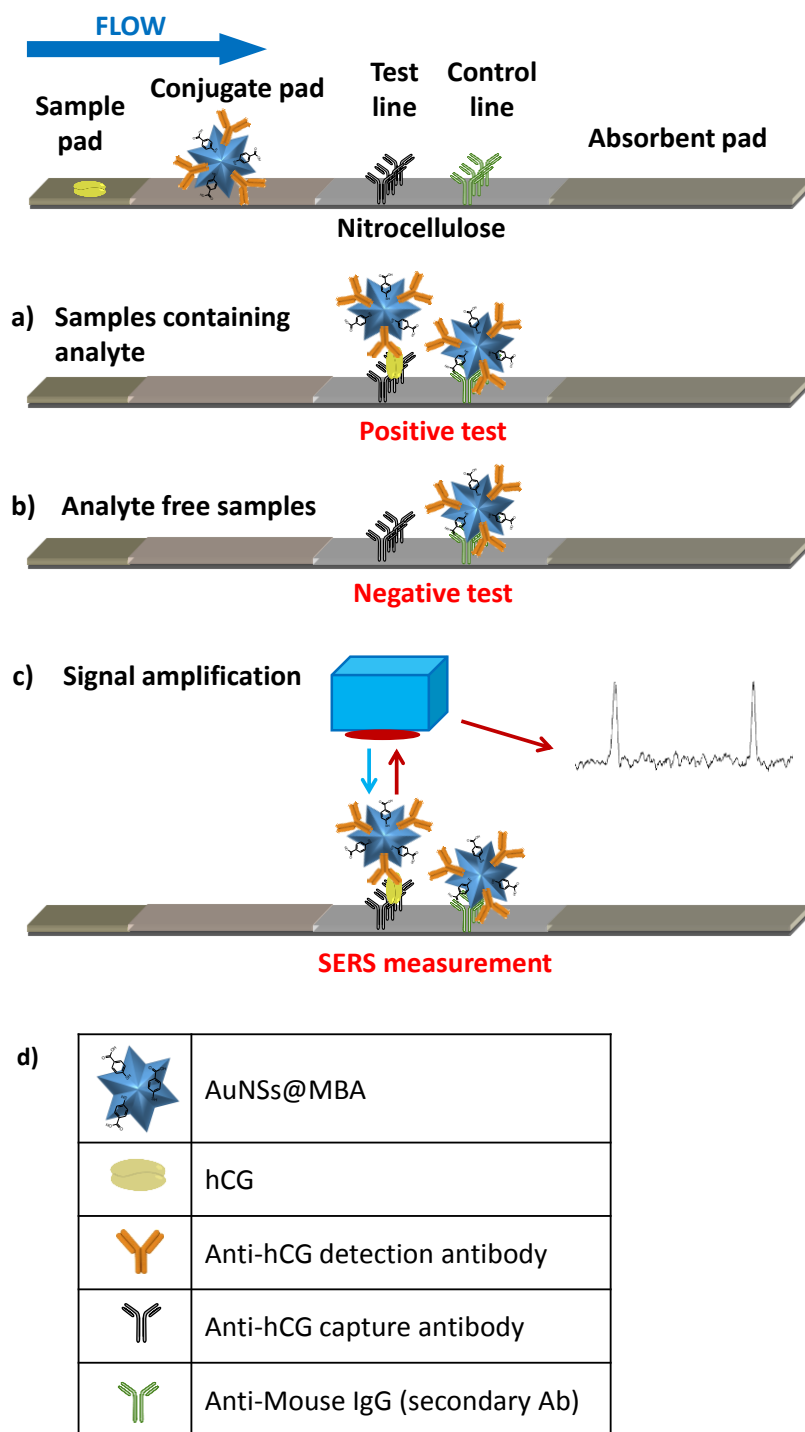 FLOW
Sample
pad
Conjugate pad
Test
line
Control
line
Absorbent pad
Nitrocellulose
a) Samples containing
analyte
Positive test
b) Analyte free samples
Negative test
c) Signal amplification
SERS measurement
d)
AuNSs@MBA
hCG
Anti-hCG detection antibody
Anti-hCG capture antibody
Anti-Mouse IgG (secondary Ab)